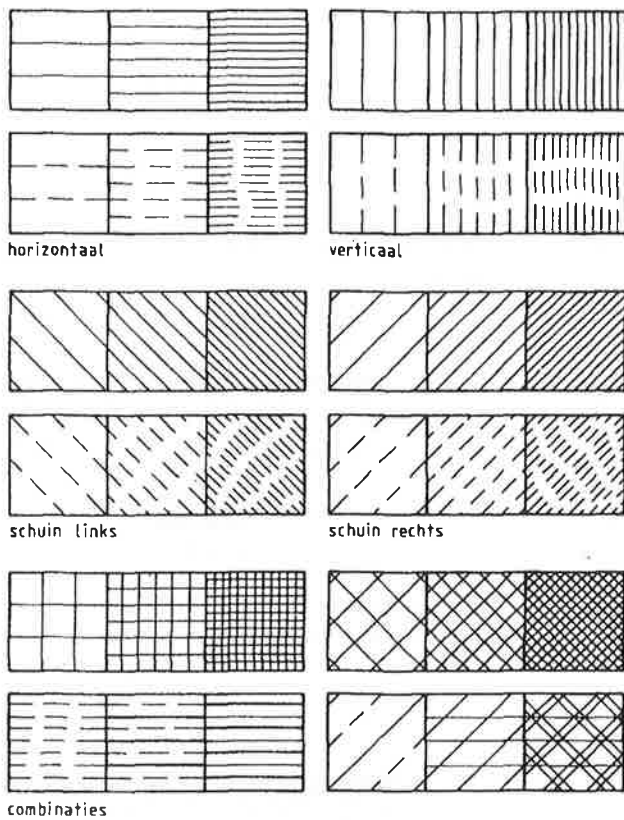 horizontaal
verticaal
schuin links
schuin rechts
combinaties